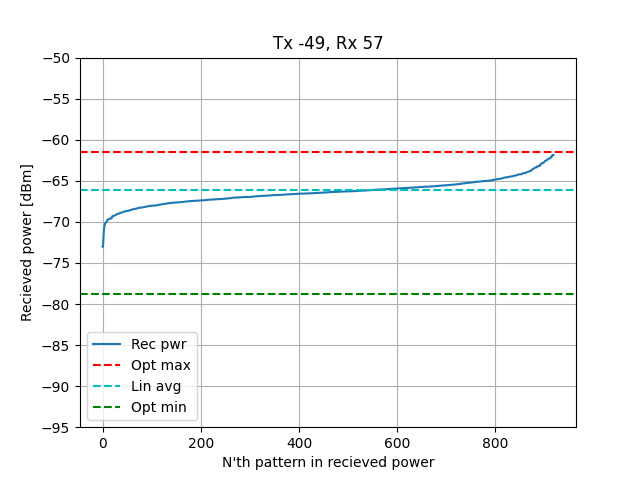 Tx -49, Rx 57
Recieved power [dBm]
−50
−55
−60
−65
−70
−75
−80
−85
−90
−95
Rec pwr
Opt max
Lin avg
Opt min
0 200 400 600 800
N'th pattern in recieved power